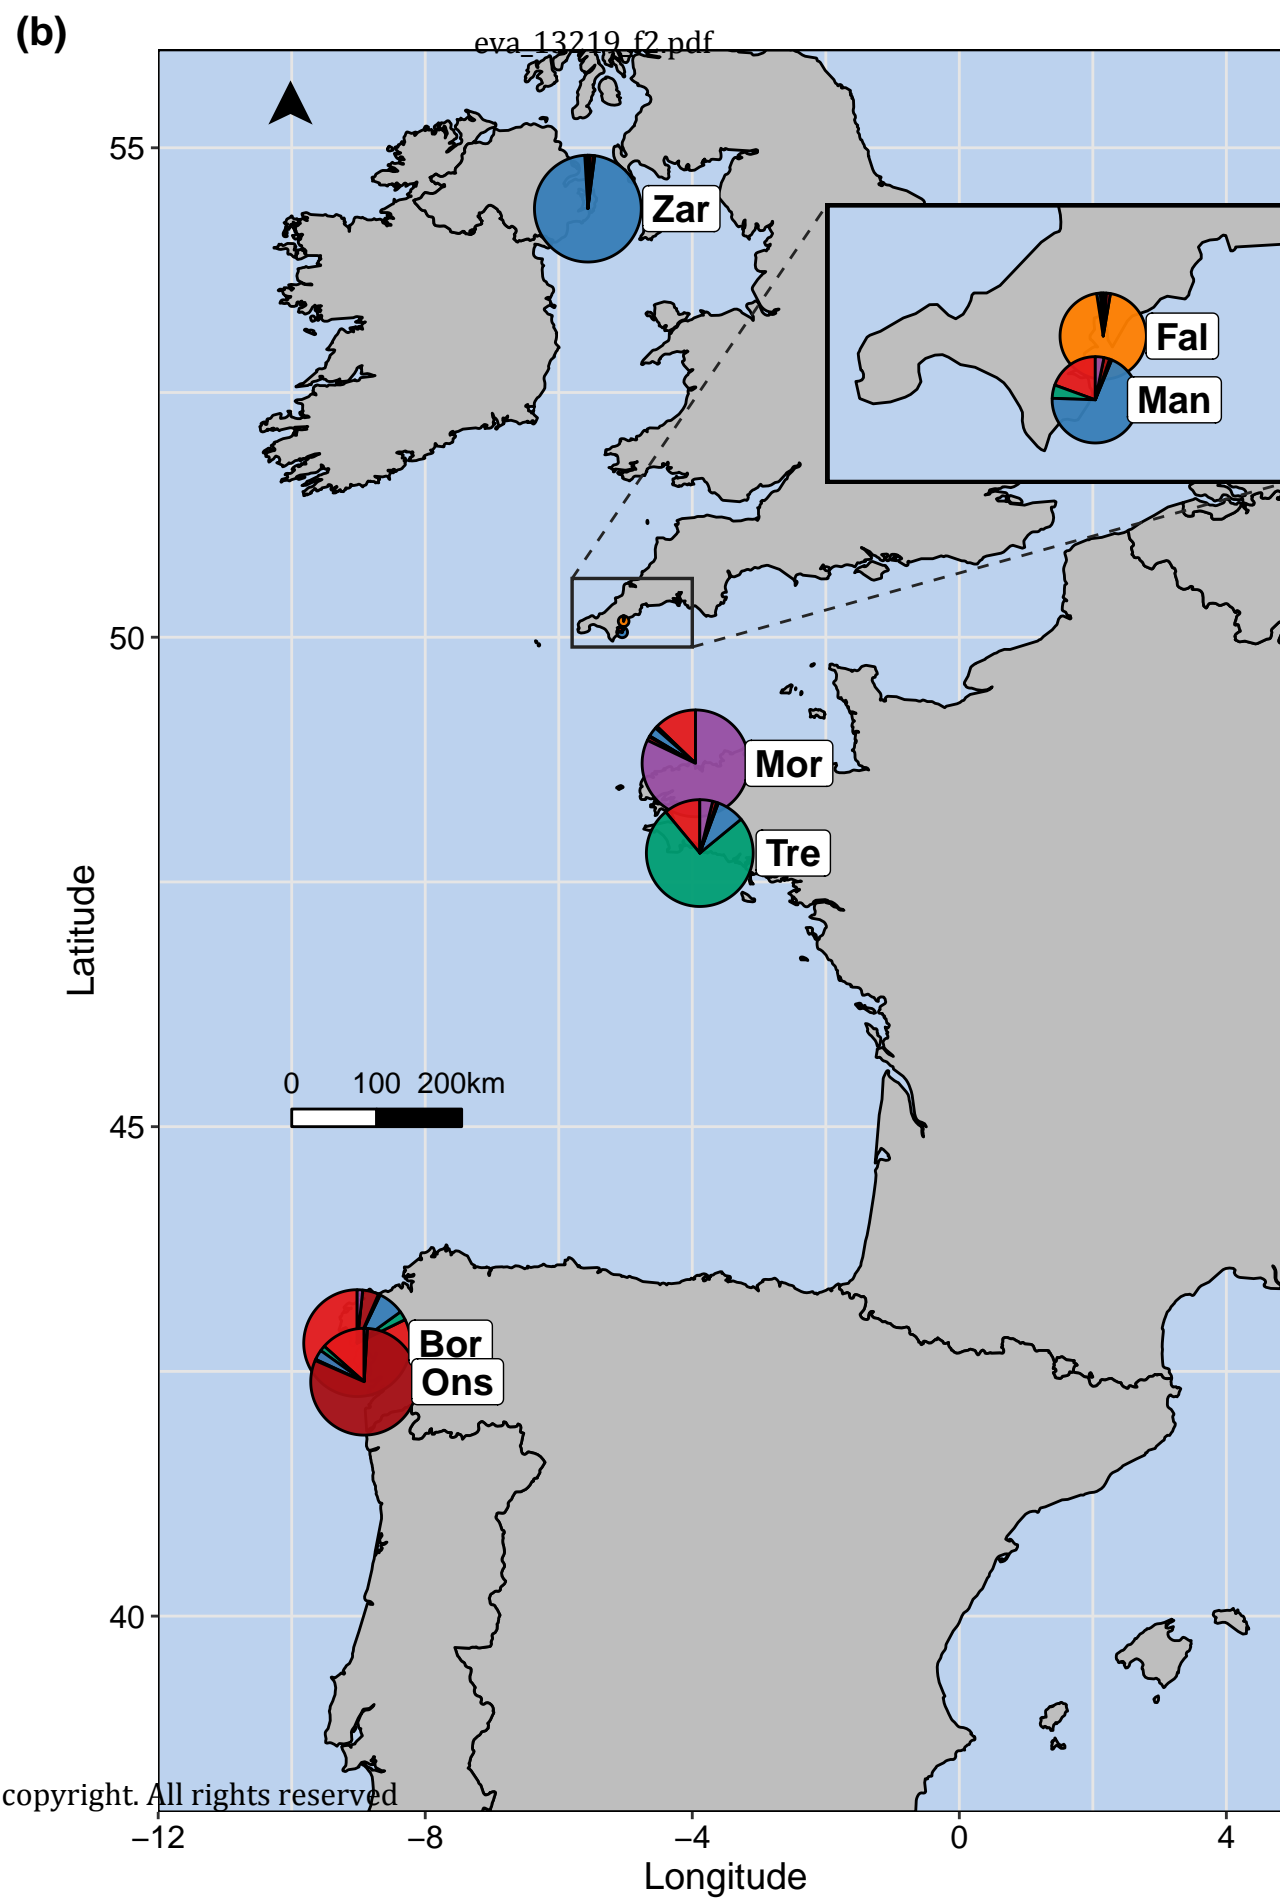 (b)
eva_13219_f2.pdf
55
Zar
Fal
Man
50
Mor
Tre
Latitude
0 100 200km
45
Bor
Ons
40
copyright. All rights reserved
−12 −8 −4 0 4
Longitude